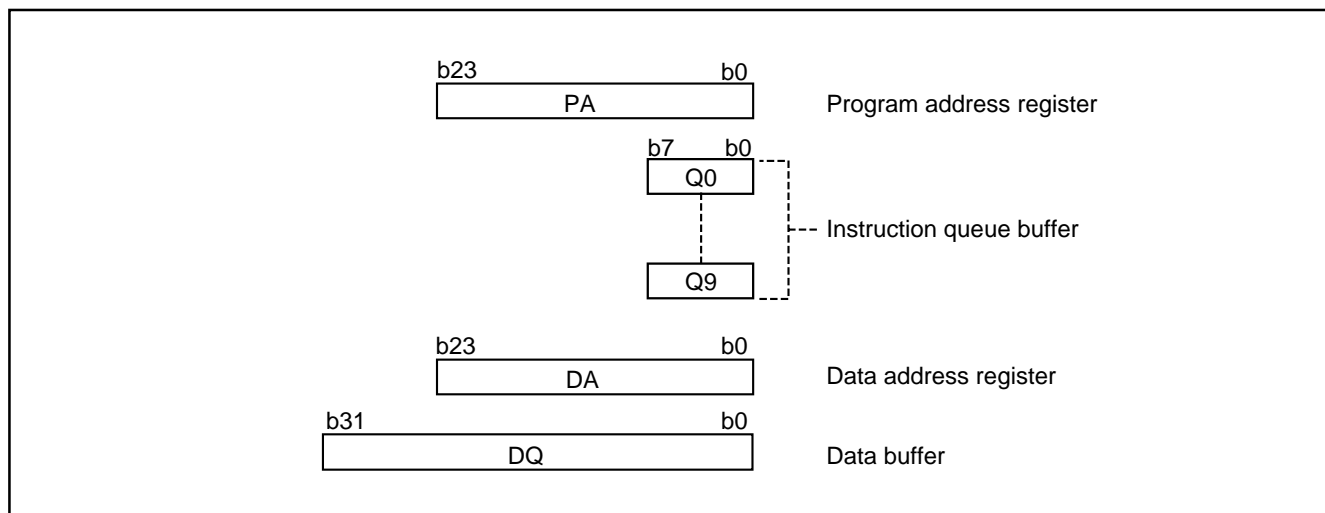 b23 b0
PA Program address register
b7 b0
Q0
Instruction queue buffer
Q9
b23 b0
DA Data address register
b31 b0
DQ Data buffer